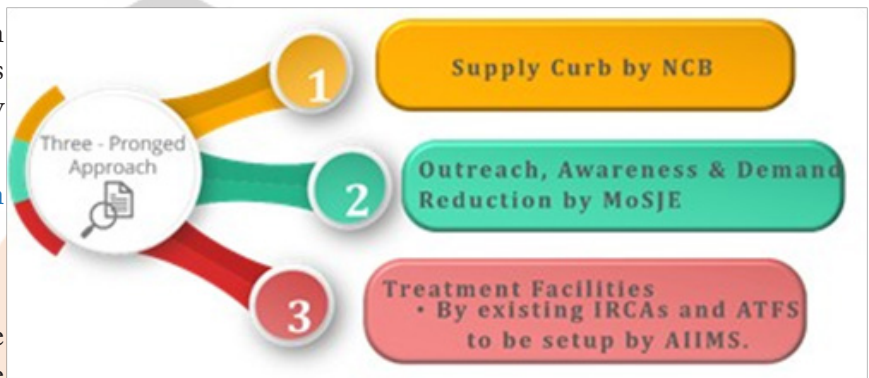 Three - Pronged
Approach
1
Supply Curb by NCB
2
Outreach, Awareness & Demand
Reduction by MoSJE
3
Treatment Facilities
• By existing IRCAs and ATFS
to be setup by AIIMS.